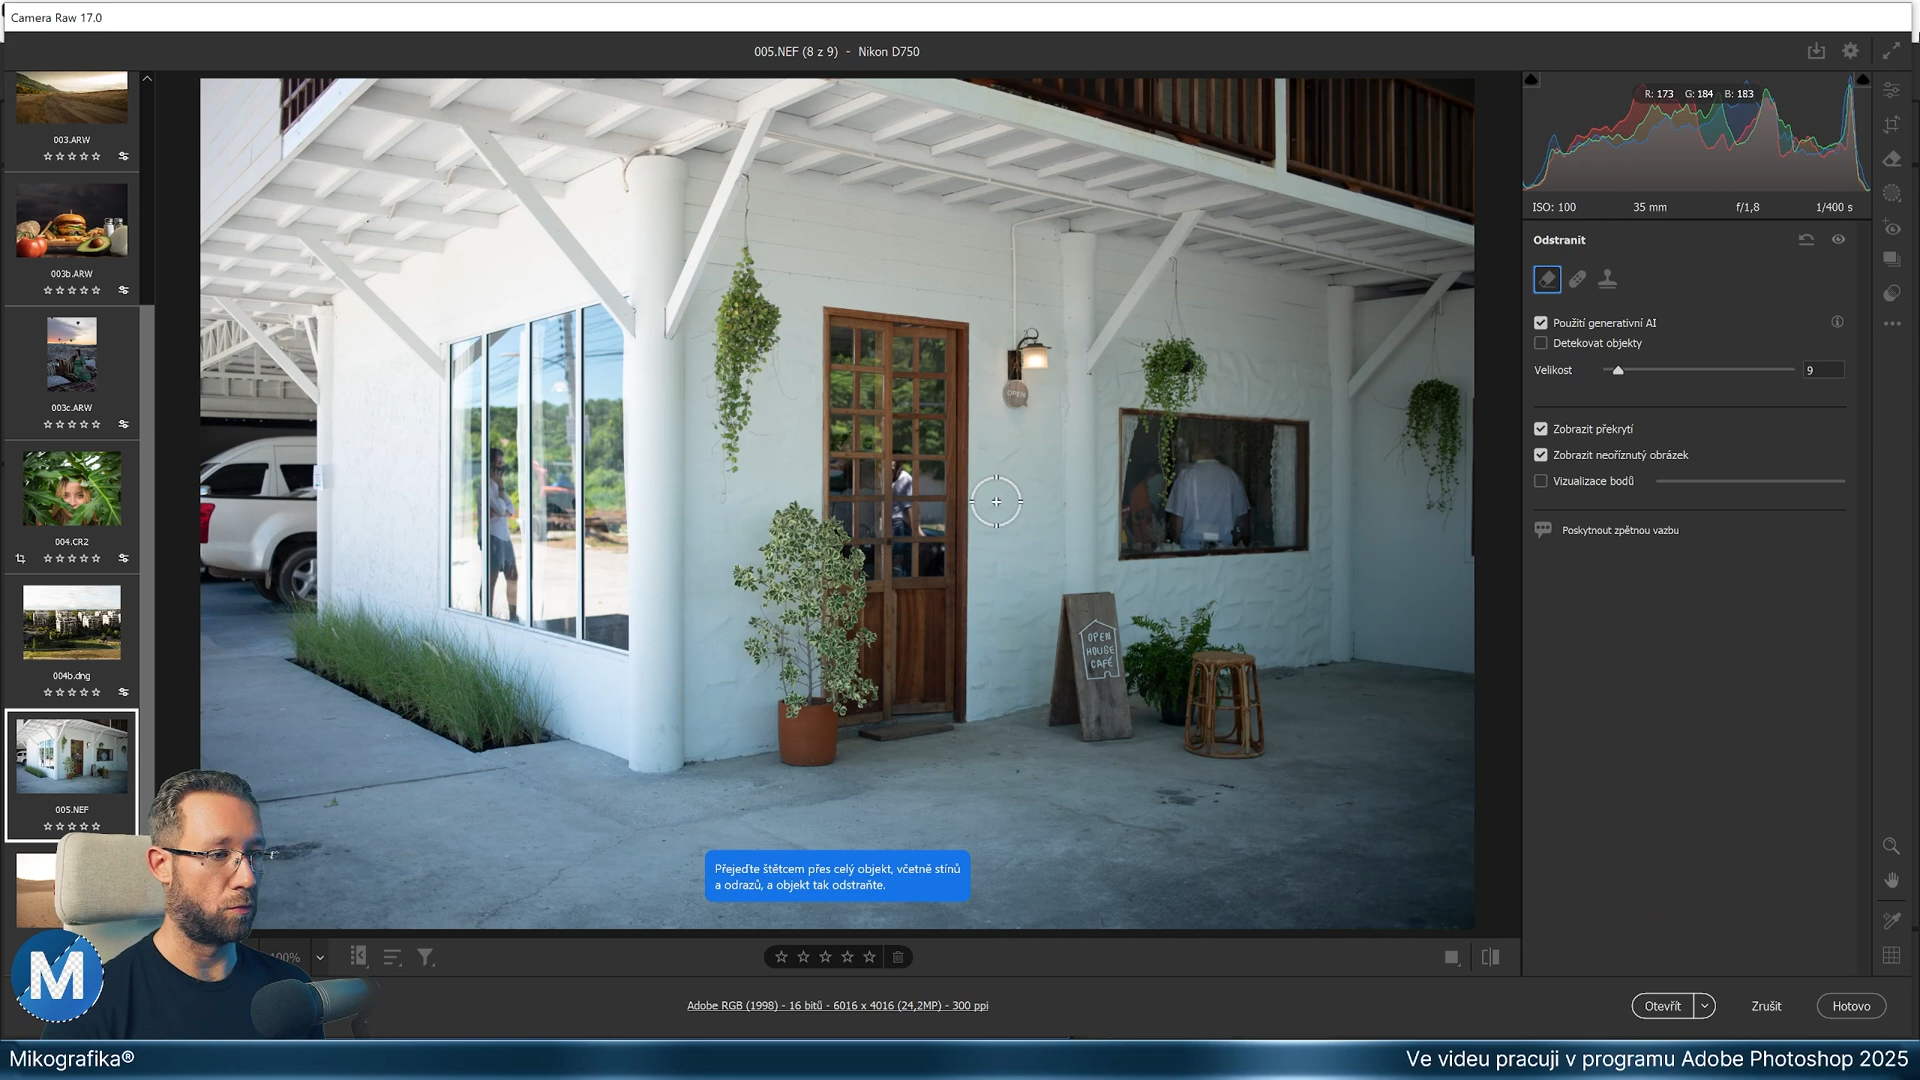 Camera Raw 17.0
005.NEF (8 z 9) - Nikon D750
003.ARW
003b.ARW
003c.ARW
004.CR2
004b.dng
005.NEF
OPEN
OPEN
HOUSE
CAFÉ
Přejeďte štětcem přes celý objekt, včetně stínů
a odrazů, a objekt tak odstraňte.
R: 173 G: 184 B: 183
ISO: 100 35 mm f/1,8 1/400 s
Odstranit
Použití generativní AI
Detekovat objekty
Velikost 9
Zobrazit překrytí
Zobrazit neoříznutý obrázek
Vizualizace bodů
Poskytnout zpětnou vazbu
Adobe RGB (1998) - 16 bitů - 6016 x 4016 (24,2MP) - 300 ppi
Otevřít Zrušit Hotovo
M
Mikografika®
Ve videu pracuji v programu Adobe Photoshop 2025